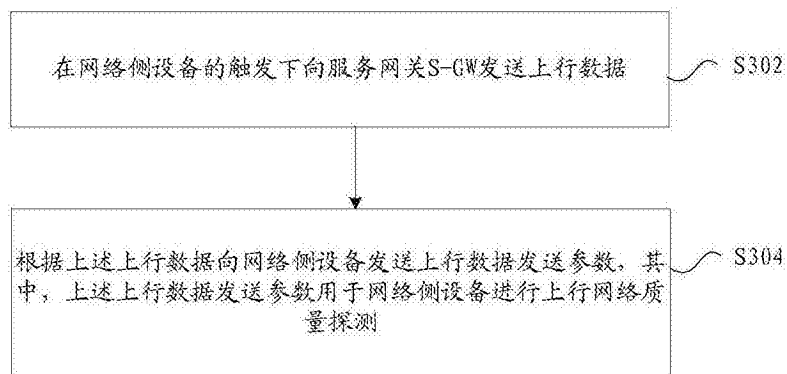 在网络侧设备的触发下向服务网关S-GW发送上行数据
S302
根据上述上行数据向网络侧设备发送上行数据发送参数，其
中，上述上行数据发送参数用于网络侧设备进行上行网络质
量探测
S304